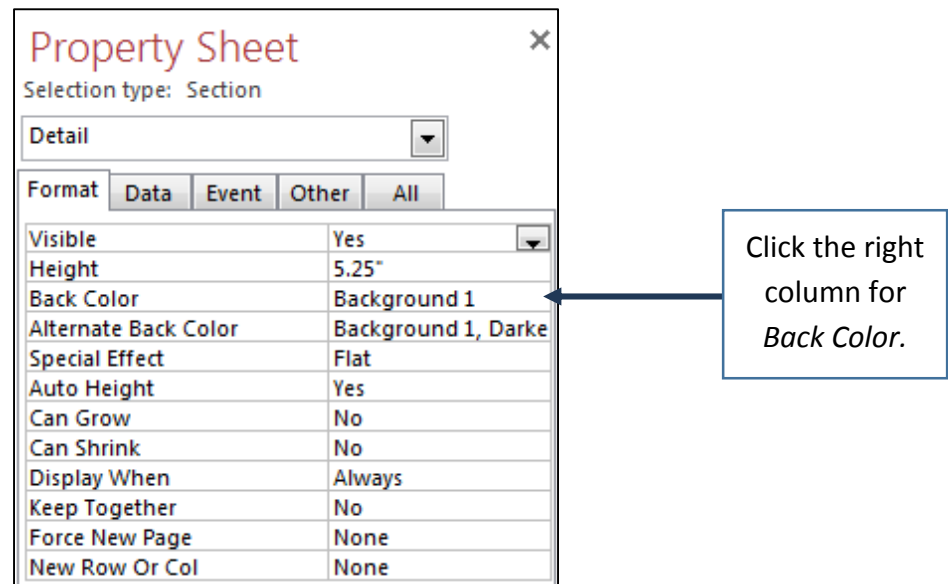 Property Sheet
Selection type: Section
Detail
Format Data Event Other All
Visible Yes
Height 5.25"
Back Color Background 1
Alternate Back Color Background 1, Darke
Special Effect Flat
Auto Height Yes
Can Grow No
Can Shrink No
Display When Always
Keep Together No
Force New Page None
New Row Or Col None
Click the right
column for
Back Color.